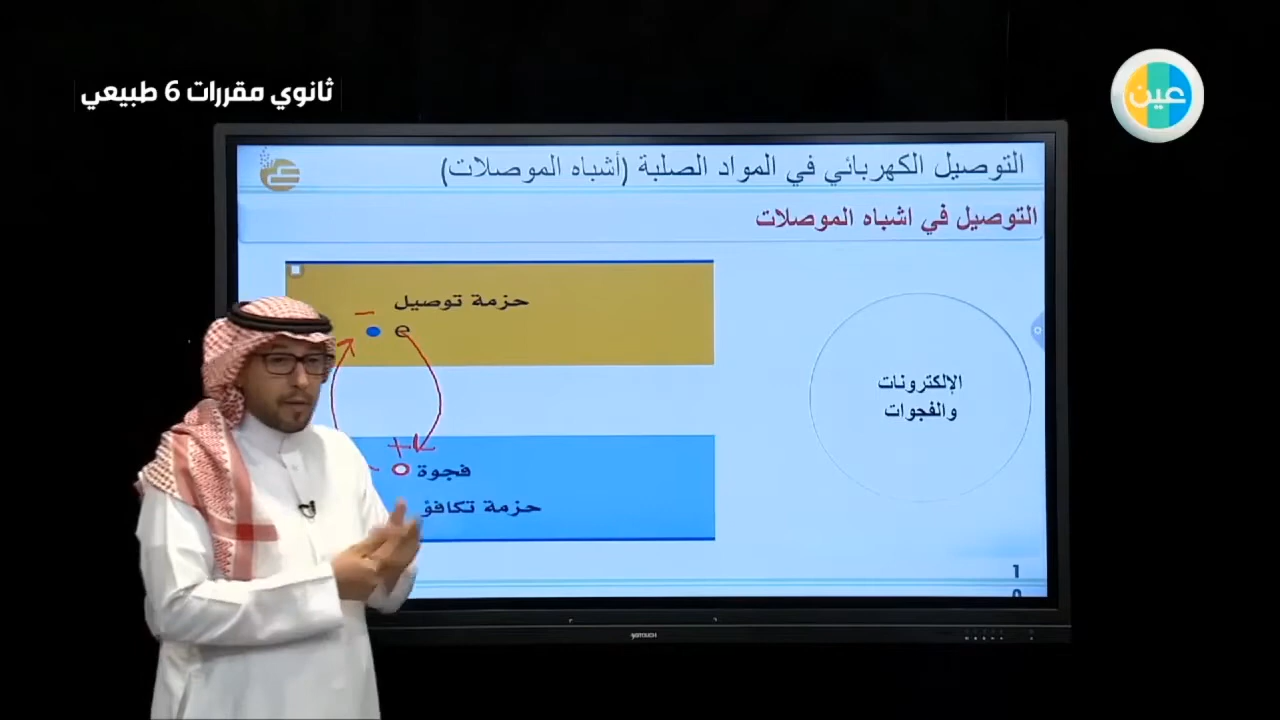 ثانوي مقررات 6 طبيعي
عين
التوصيل الكهربائي في المواد الصلبة (أشباه الموصلات)
التوصيل في اشباه الموصلات
حزمة توصيل
−
e
الإلكترونات
والفجوات
+
فجوة
حزمة تكافؤ
1